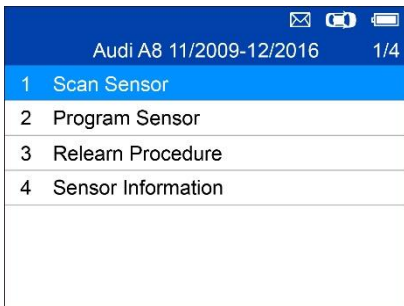 Audi A8 11/2009-12/2016 1/4
1 Scan Sensor
2 Program Sensor
3 Relearn Procedure
4 Sensor Information